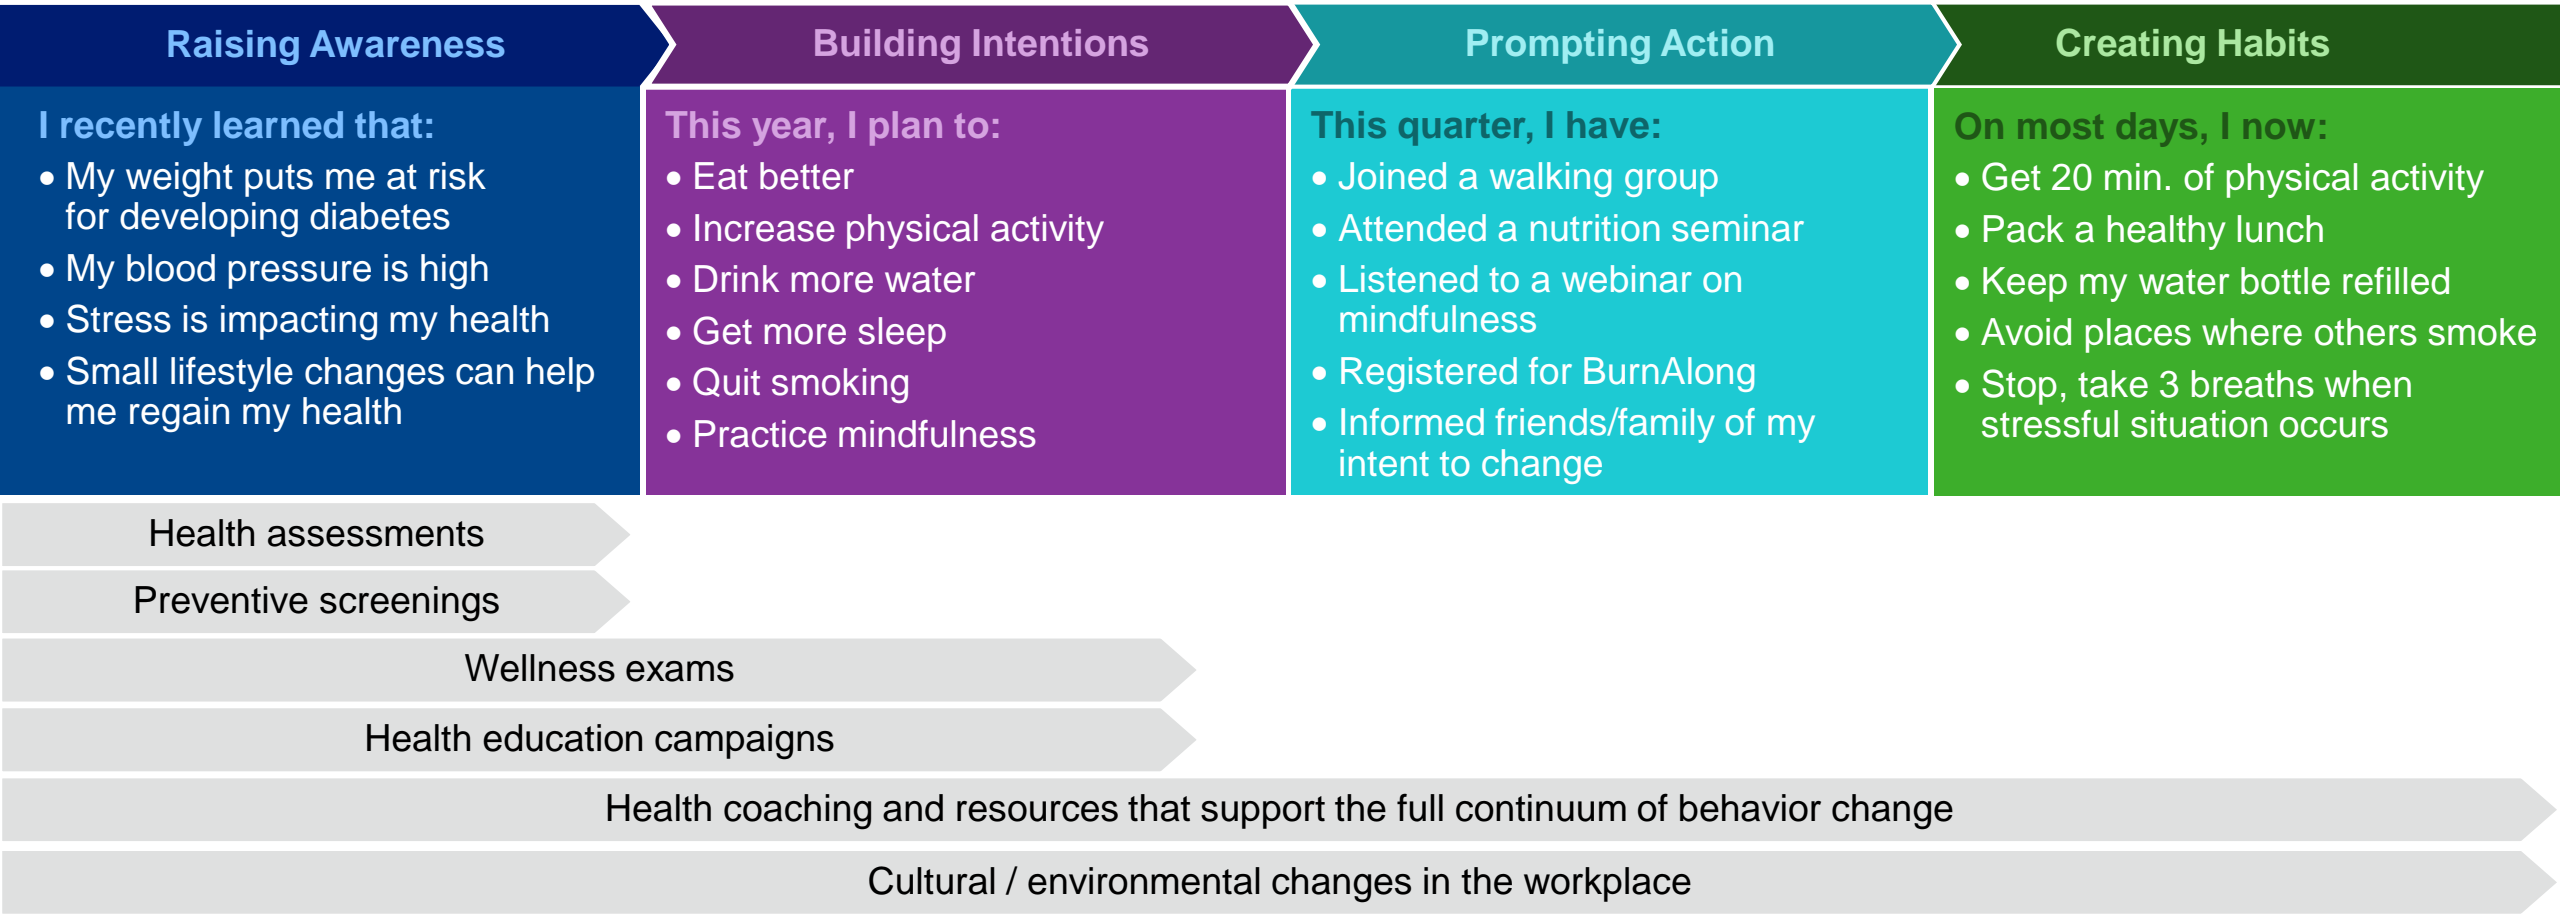 Raising Awareness
Building Intentions
Prompting Action
Creating Habits
I recently learned that:
• My weight puts me at risk
for developing diabetes
• My blood pressure is high
• Stress is impacting my health
• Small lifestyle changes can help
me regain my health
This year, I plan to:
• Eat better
• Increase physical activity
• Drink more water
• Get more sleep
• Quit smoking
• Practice mindfulness
This quarter, I have:
• Joined a walking group
• Attended a nutrition seminar
• Listened to a webinar on
mindfulness
• Registered for BurnAlong
• Informed friends/family of my
intent to change
On most days, I now:
• Get 20 min. of physical activity
• Pack a healthy lunch
• Keep my water bottle refilled
• Avoid places where others smoke
• Stop, take 3 breaths when
stressful situation occurs
Health assessments
Preventive screenings
Wellness exams
Health education campaigns
Health coaching and resources that support the full continuum of behavior change
Cultural / environmental changes in the workplace